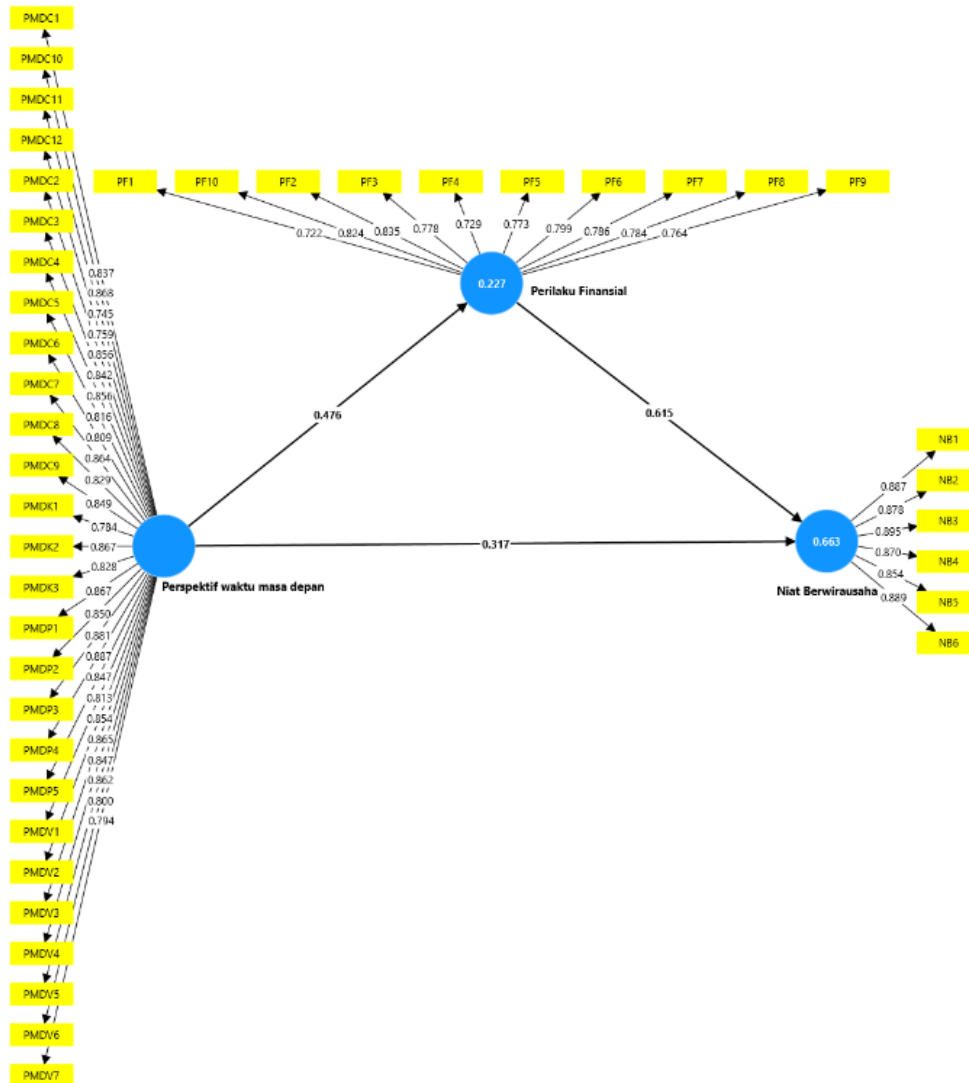 PMDC1
PMDC10
PMDC11
PMDC12
PMDC2
PMDC3
PMDC4
PMDC5
PMDC6
PMDC7
PMDC8
PMDC9
PMDK1
PMDK2
PMDK3
PMDP1
PMDP2
PMDP3
PMDP4
PMDP5
PMDV1
PMDV2
PMDV3
PMDV4
PMDV5
PMDV6
PMDV7
0.837
0.868
0.745
0.759
0.856
0.842
0.856
0.816
0.809
0.864
0.829
0.849
0.784
0.867
0.828
0.867
0.850
0.881
0.887
0.847
0.813
0.854
0.865
0.847
0.862
0.800
0.794
Perspektif waktu masa depan
PF1 PF10 PF2 PF3 PF4 PF5 PF6 PF7 PF8 PF9
0.722 0.824 0.835 0.778 0.729 0.773 0.799 0.786 0.784 0.764
0.227
Perilaku Finansial
0.476
0.615
0.317
0.663
Niat Berwirausaha
0.887
0.878
0.895
0.870
0.854
0.889
NB1
NB2
NB3
NB4
NB5
NB6